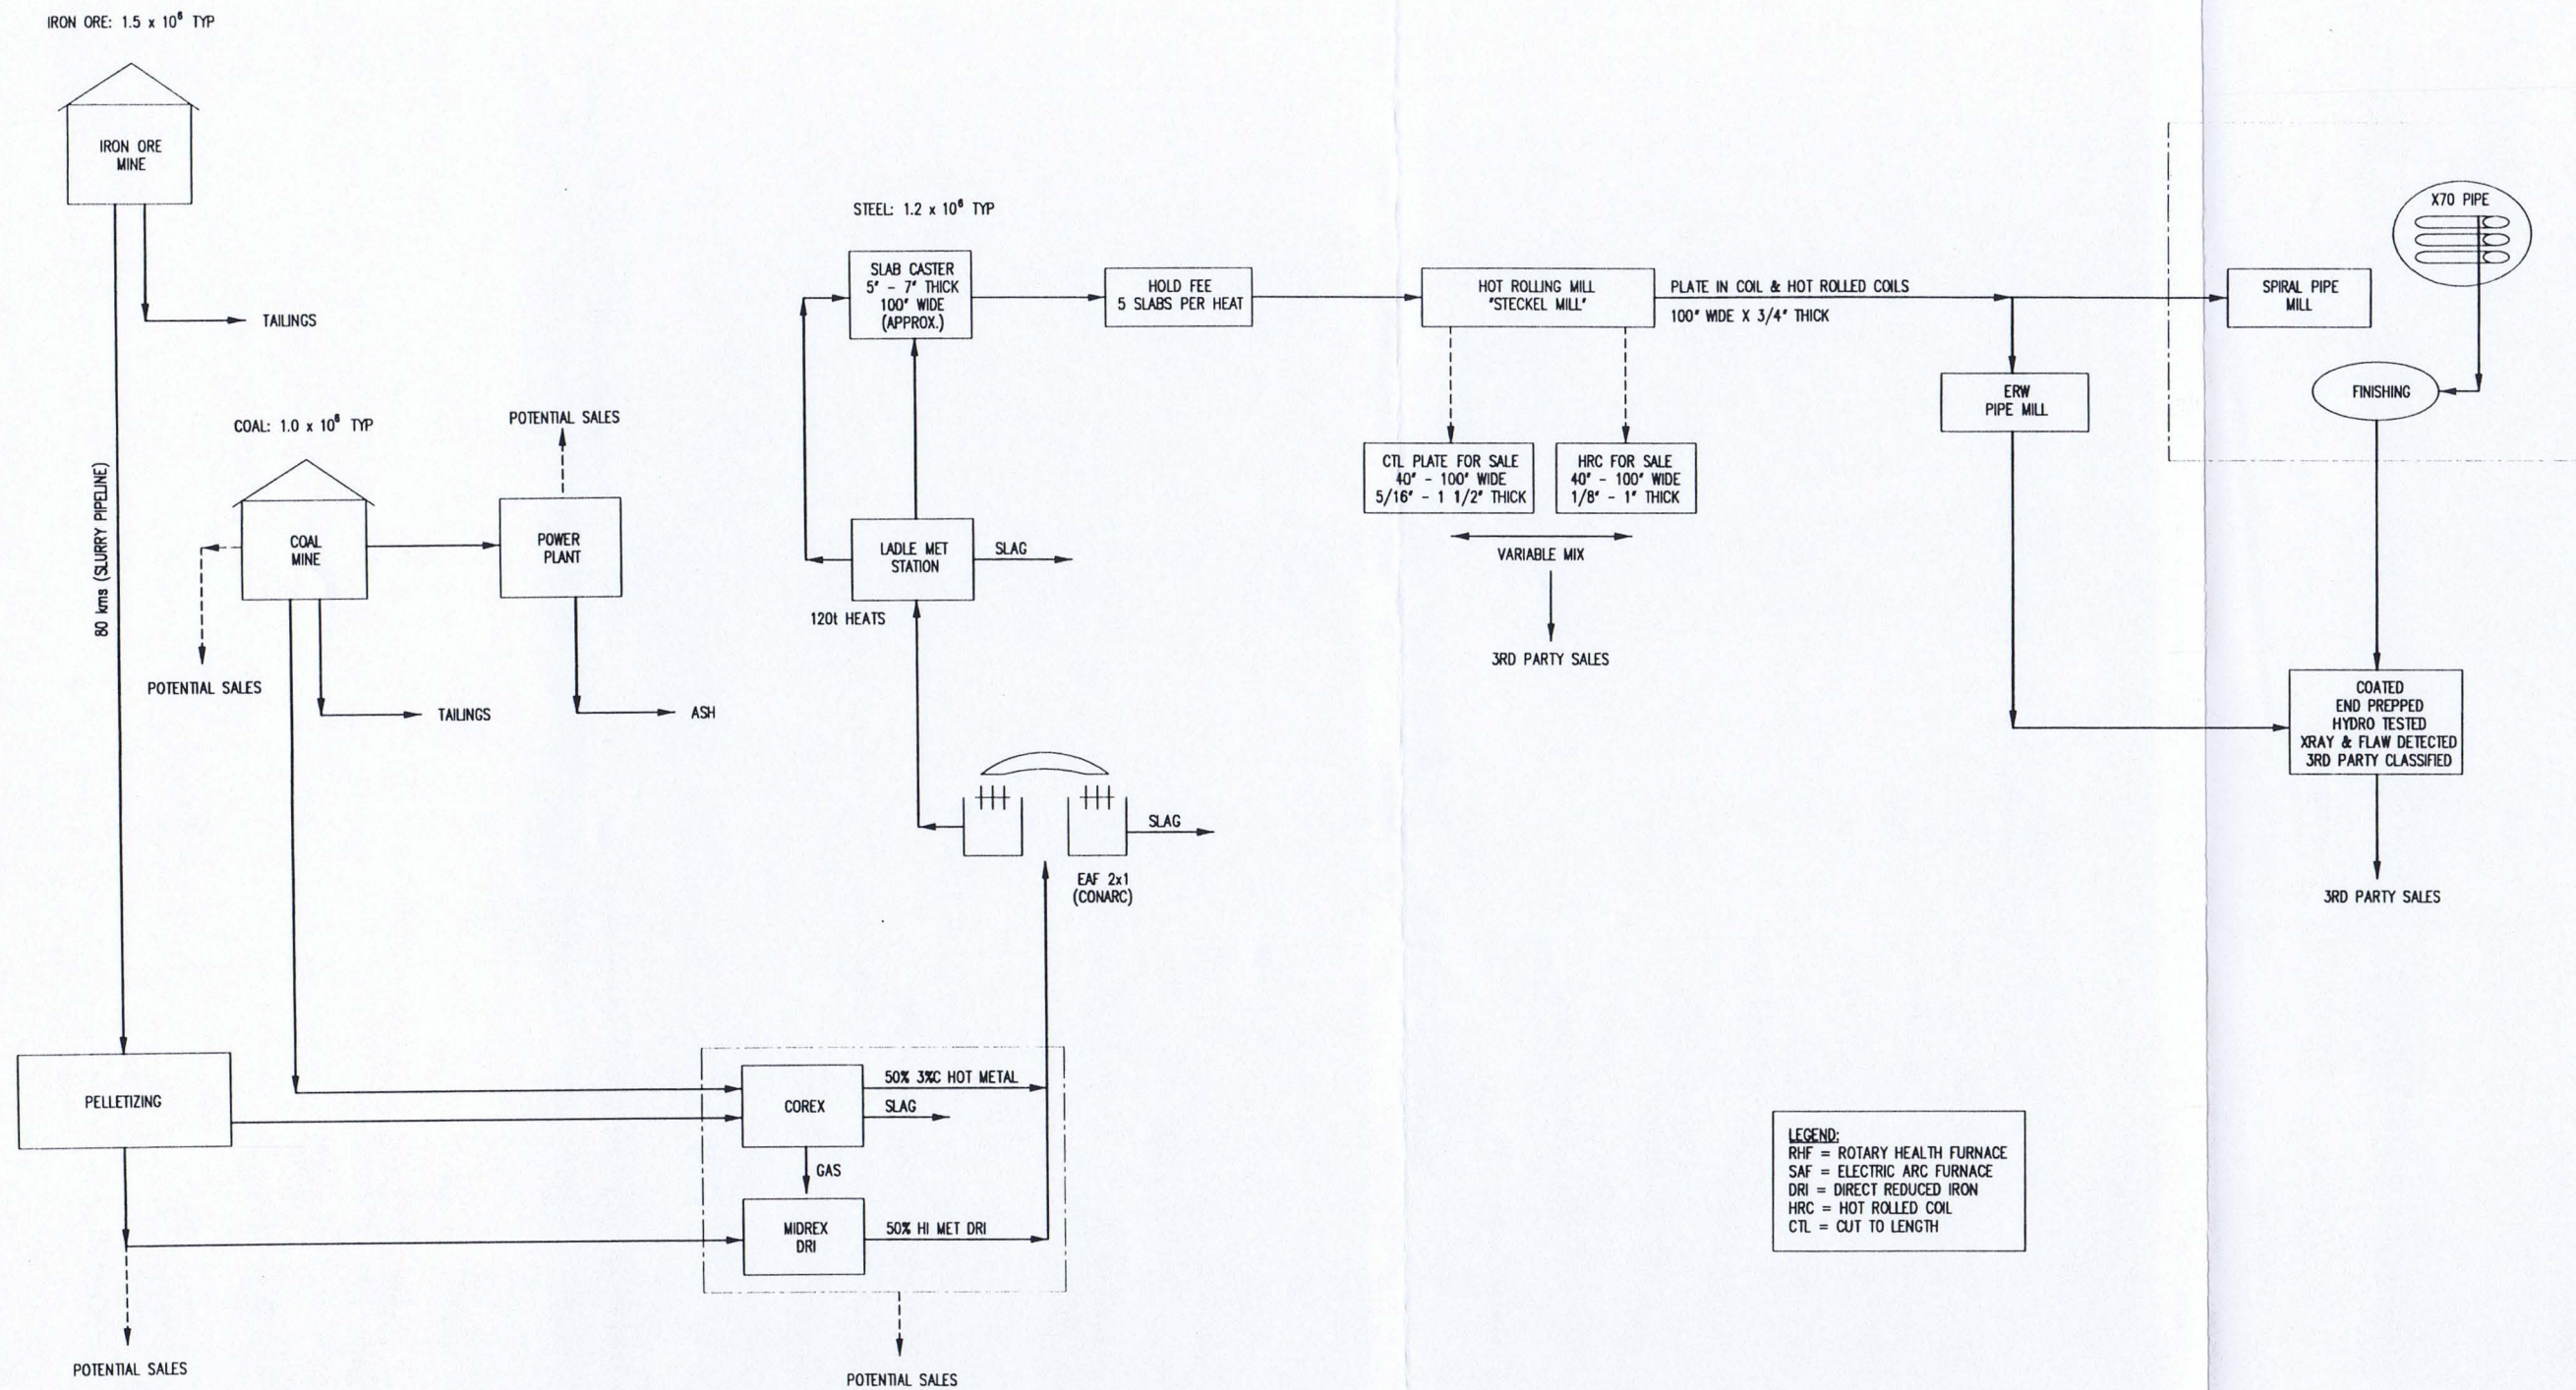 IRON ORE: 1.5 x 10⁶ TYP
IRON ORE
MINE
TAILINGS
80 kms (SLURRY PIPELINE)
COAL: 1.0 x 10⁶ TYP
COAL
MINE
POTENTIAL SALES
TAILINGS
POTENTIAL SALES
POWER
PLANT
ASH
PELLETIZING
POTENTIAL SALES
COREX
50% 3%C HOT METAL
SLAG
GAS
MIDREX
DRI
50% HI MET DRI
POTENTIAL SALES
EAF 2x1
(CONARC)
SLAG
120t HEATS
LADLE MET
STATION
SLAG
STEEL: 1.2 x 10⁶ TYP
SLAB CASTER
5" - 7" THICK
100" WIDE
(APPROX.)
HOLD FEE
5 SLABS PER HEAT
HOT ROLLING MILL
"STECKEL MILL"
PLATE IN COIL & HOT ROLLED COILS
100" WIDE X 3/4" THICK
CTL PLATE FOR SALE
40" - 100" WIDE
5/16" - 1 1/2" THICK
HRC FOR SALE
40" - 100" WIDE
1/8" - 1" THICK
VARIABLE MIX
3RD PARTY SALES
ERW
PIPE MILL
SPIRAL PIPE
MILL
X70 PIPE
FINISHING
COATED
END PREPPED
HYDRO TESTED
XRAY & FLAW DETECTED
3RD PARTY CLASSIFIED
3RD PARTY SALES
LEGEND:
RHF = ROTARY HEALTH FURNACE
SAF = ELECTRIC ARC FURNACE
DRI = DIRECT REDUCED IRON
HRC = HOT ROLLED COIL
CTL = CUT TO LENGTH